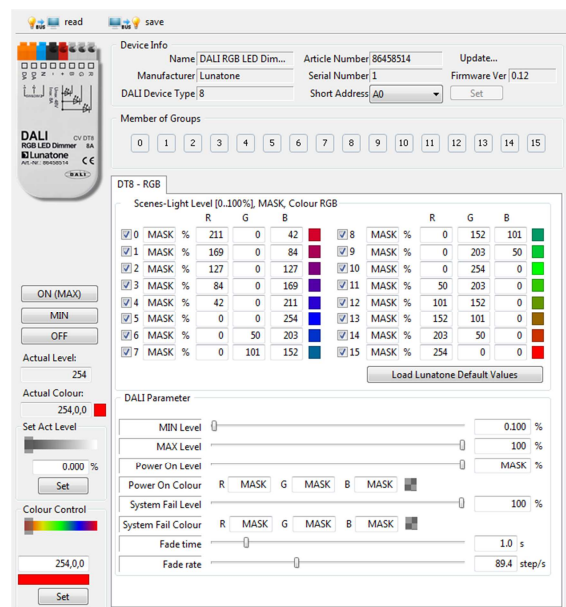 read save
Device Info
Name DALI RGB LED Dim... Article Number 86458514 Update...
Manufacturer Lunatone Serial Number 1 Firmware Ver 0.12
DALI Device Type 8 Short Address A0 Set
Member of Groups
0 1 2 3 4 5 6 7 8 9 10 11 12 13 14 15
DALI CV DT8
RGB LED Dimmer 8A
Lunatone
Art.-Nr.: 86458514
CE
DALI
DT8 - RGB
Scenes-Light Level [0..100%], MASK, Colour RGB
R G B R G B
0 MASK % 211 0 42 8 MASK % 0 152 101
1 MASK % 169 0 84 9 MASK % 0 203 50
2 MASK % 127 0 127 10 MASK % 0 254 0
3 MASK % 84 0 169 11 MASK % 50 203 0
4 MASK % 42 0 211 12 MASK % 101 152 0
5 MASK % 0 0 254 13 MASK % 152 101 0
6 MASK % 0 50 203 14 MASK % 203 50 0
7 MASK % 0 101 152 15 MASK % 254 0 0
Load Lunatone Default Values
ON (MAX)
MIN
OFF
Actual Level:
254
Actual Colour:
254,0,0
Set Act Level
0.000 %
Set
Colour Control
254,0,0
Set
DALI Parameter
MIN Level 0.100 %
MAX Level 100 %
Power On Level MASK %
Power On Colour R MASK G MASK B MASK
System Fail Level 100 %
System Fail Colour R MASK G MASK B MASK
Fade time 1.0 s
Fade rate 89.4 step/s